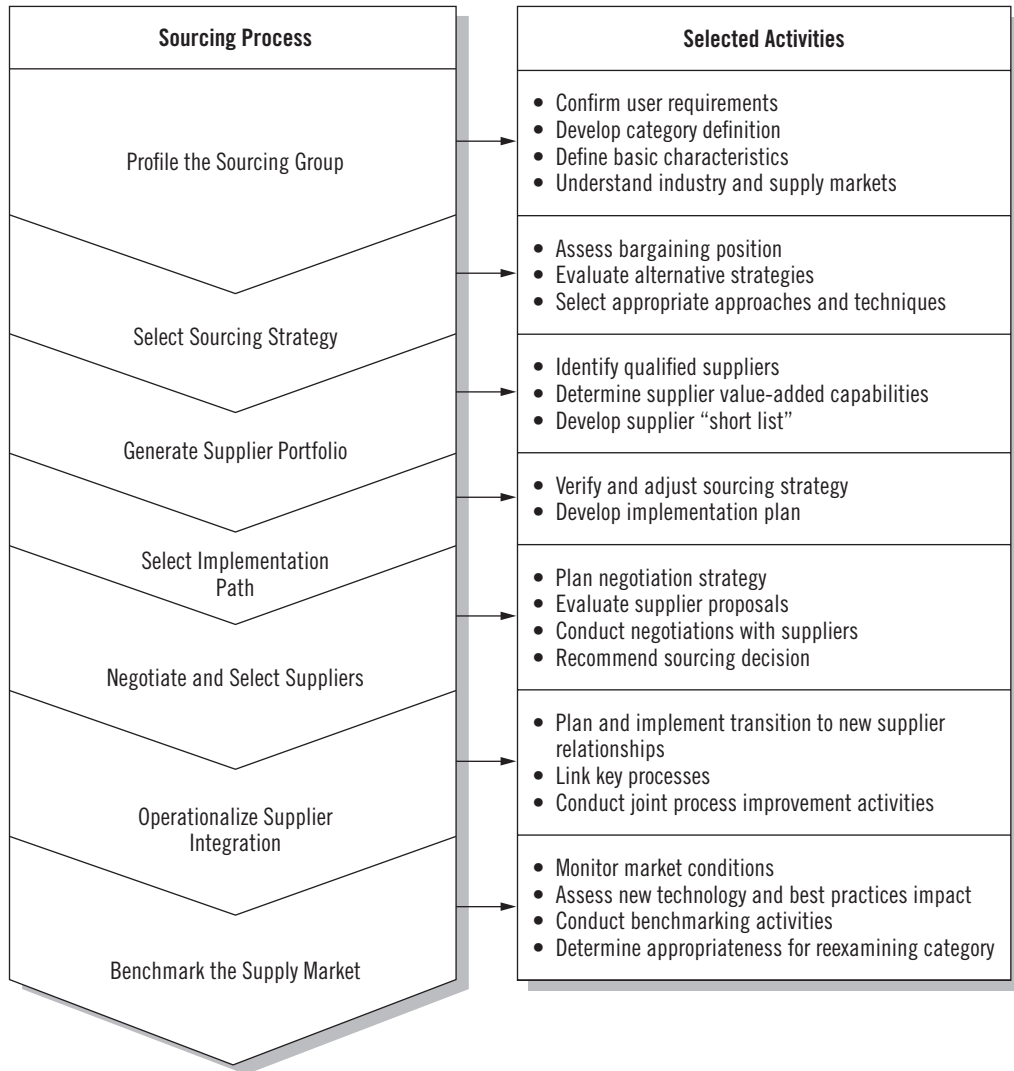 Sourcing Process
Selected Activities
Profile the Sourcing Group
• Confirm user requirements
• Develop category definition
• Define basic characteristics
• Understand industry and supply markets
Select Sourcing Strategy
• Assess bargaining position
• Evaluate alternative strategies
• Select appropriate approaches and techniques
Generate Supplier Portfolio
• Identify qualified suppliers
• Determine supplier value-added capabilities
• Develop supplier “short list”
Select Implementation
Path
• Verify and adjust sourcing strategy
• Develop implementation plan
Negotiate and Select Suppliers
• Plan negotiation strategy
• Evaluate supplier proposals
• Conduct negotiations with suppliers
• Recommend sourcing decision
Operationalize Supplier
Integration
• Plan and implement transition to new supplier
relationships
• Link key processes
• Conduct joint process improvement activities
Benchmark the Supply Market
• Monitor market conditions
• Assess new technology and best practices impact
• Conduct benchmarking activities
• Determine appropriateness for reexamining category